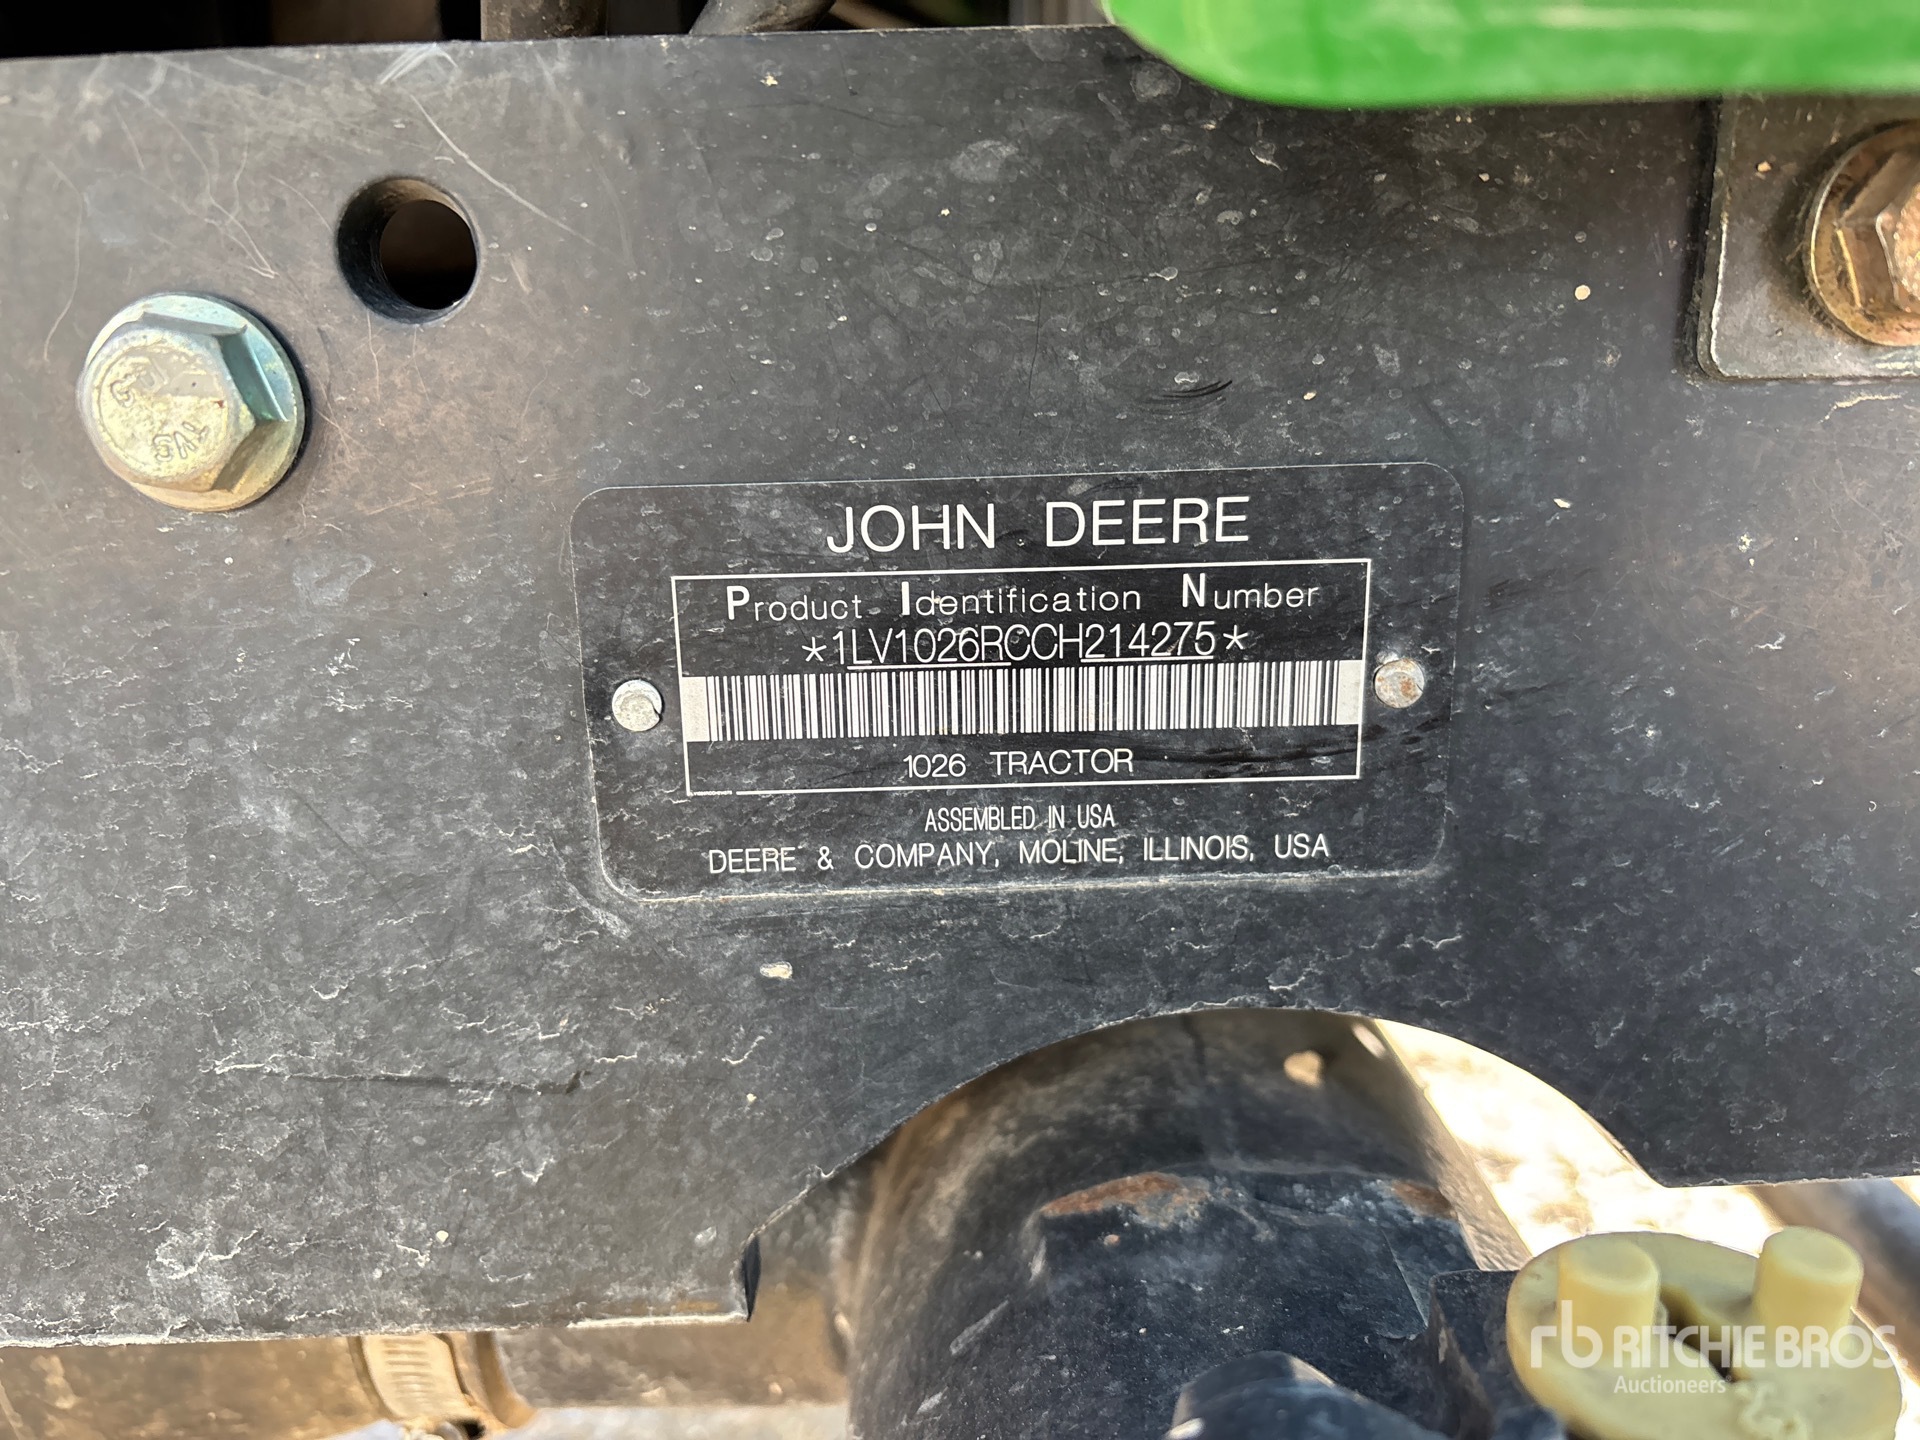 JOHN DEERE
Product Identification Number
*1LV1026RCCH214275*
1026 TRACTOR
ASSEMBLED IN USA
DEERE & COMPANY, MOLINE, ILLINOIS, USA
rb RITCHIE BROS
Auctioneers